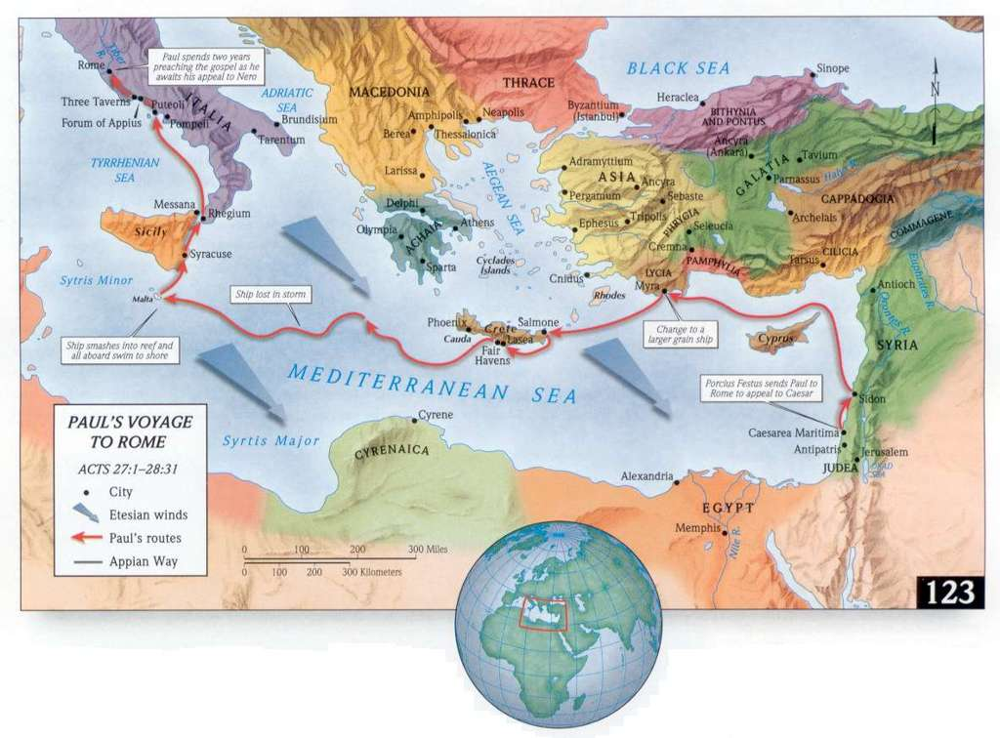 BLACK SEA
Sinope
Tiber
R.
Rome
Paul spends two years
preaching the gospel as he
awaits his appeal to Nero
THRACE
MACEDONIA
Heraclea
Three Taverns
Puteoli
Forum of Appius
Pompeii
ITALIA
ADRIATIC
SEA
Brundisium
Tarentum
Amphipolis
Neapolis
Berea
Thessalonica
Byzantium
(Istanbul)
BITHYNIA
AND PONTUS
N
Ancyra
(Ankara)
Tavium
GALATIA
Parnassus
Halys R.
TYRRHENIAN
SEA
Larissa
AEGEAN SEA
Adramyttium
ASIA
Pergamum
Ancyra
Sebaste
CAPPADOCIA
Archelais
COMMAGENE
Messana
Rhegium
Sicily
Delphi
ACHAIA
Olympia
Athens
Sparta
Ephesus
Tripolis
PHRIGIA
Seleucia
Cremna
PAMPHYLIA
CILICIA
Tarsus
Euphrates R.
Syracuse
Cyclades
Islands
Cnidus
Rhodes
LYCIA
Myra
Antioch
Orontes R.
SYRIA
Sytris Minor
Malta
Ship lost in storm
Phoenix
Crete
Salmone
Cauda
Lasea
Fair
Havens
Change to a
larger grain ship
Cyprus
Ship smashes into reef and
all aboard swim to shore
MEDITERRANEAN SEA
Porcius Festus sends Paul to
Rome to appeal to Caesar
Sidon
Caesarea Maritima
Antipatris
Jerusalem
JUDEA
DEAD
SEA
Cyrene
Syrtis Major
CYRENAICA
Alexandria
EGYPT
Memphis
Nile R.
PAUL'S VOYAGE
TO ROME
ACTS 27:1–28:31
City
Etesian winds
Paul's routes
Appian Way
0 100 200 300 Miles
0 100 200 300 Kilometers
123